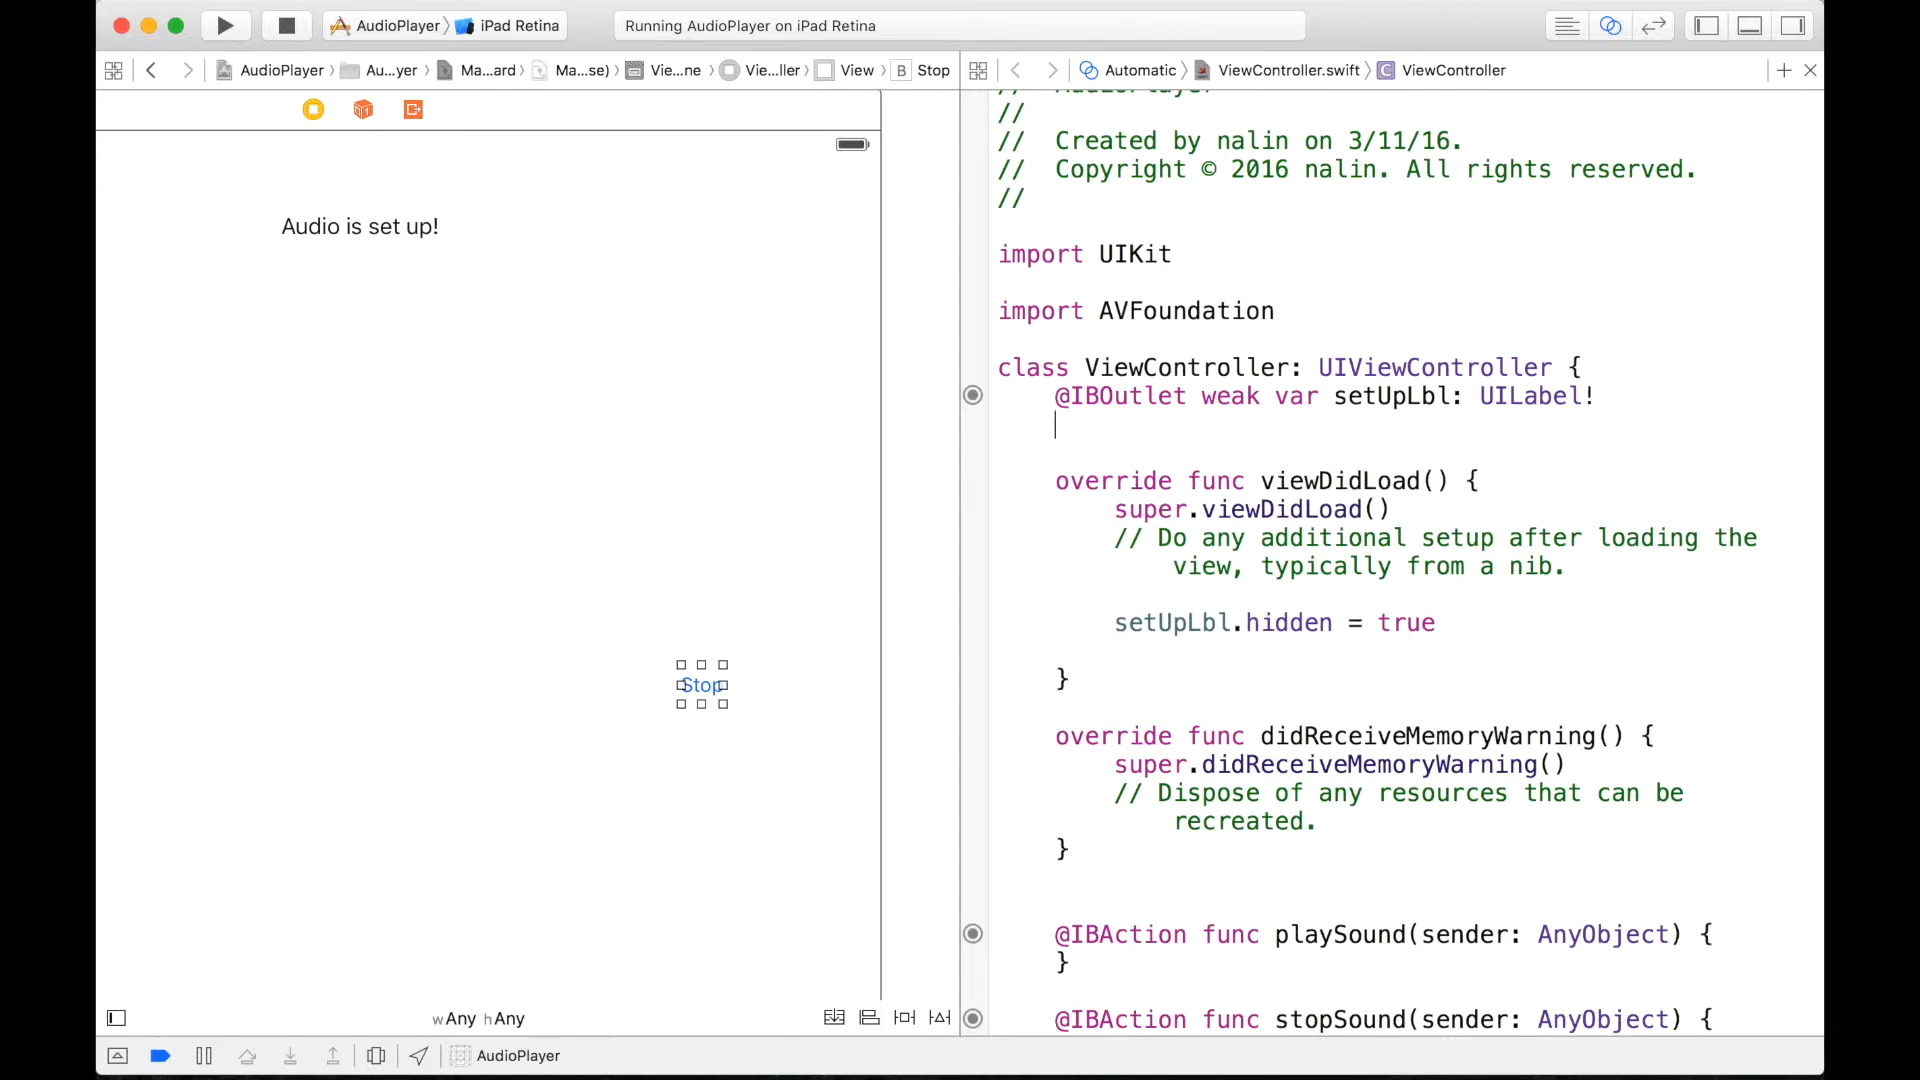 AudioPlayer iPad Retina
Running AudioPlayer on iPad Retina
AudioPlayer Au...yer Ma...ard Ma...se) Vie...ne Vie...ller View B Stop
Automatic ViewController.swift C ViewController
Audio is set up!
Stop
wAny hAny
// AudioPlayer
//
// Created by nalin on 3/11/16.
// Copyright © 2016 nalin. All rights reserved.
//
import UIKit
import AVFoundation
class ViewController: UIViewController {
@IBOutlet weak var setUpLbl: UILabel!
override func viewDidLoad() {
super.viewDidLoad()
// Do any additional setup after loading the
view, typically from a nib.
setUpLbl.hidden = true
}
override func didReceiveMemoryWarning() {
super.didReceiveMemoryWarning()
// Dispose of any resources that can be
recreated.
}
@IBAction func playSound(sender: AnyObject) {
}
@IBAction func stopSound(sender: AnyObject) {
AudioPlayer